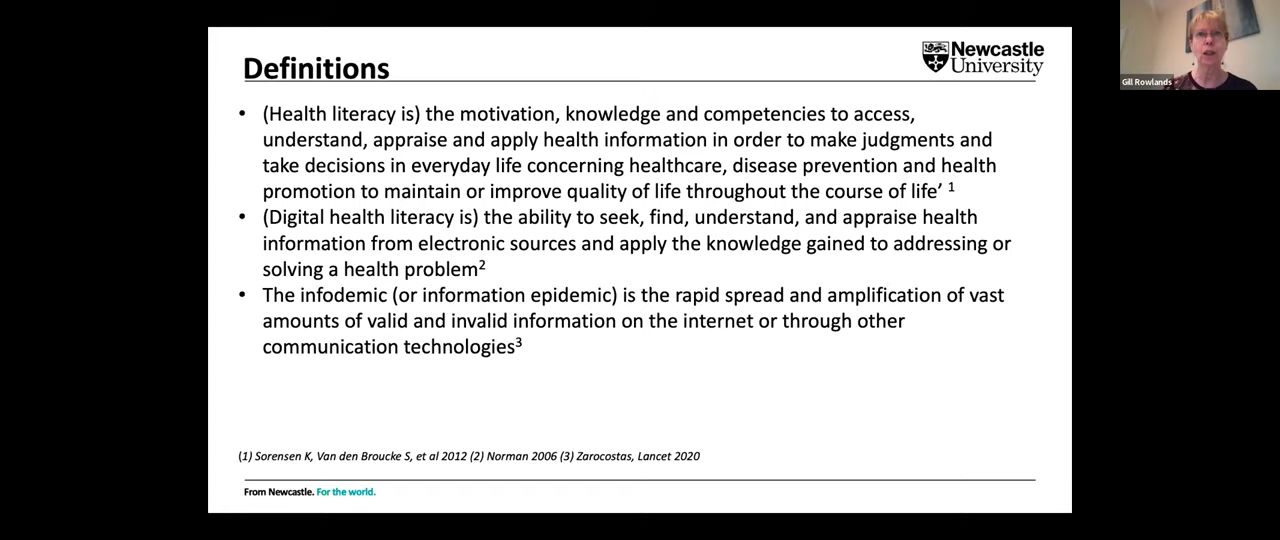 Definitions
Newcastle
University
Gill Rowlands
• (Health literacy is) the motivation, knowledge and competencies to access,
understand, appraise and apply health information in order to make judgments and
take decisions in everyday life concerning healthcare, disease prevention and health
promotion to maintain or improve quality of life throughout the course of life’ 1
• (Digital health literacy is) the ability to seek, find, understand, and appraise health
information from electronic sources and apply the knowledge gained to addressing or
solving a health problem2
• The infodemic (or information epidemic) is the rapid spread and amplification of vast
amounts of valid and invalid information on the internet or through other
communication technologies3
(1) Sorensen K, Van den Broucke S, et al 2012 (2) Norman 2006 (3) Zarocostas, Lancet 2020
From Newcastle. For the world.